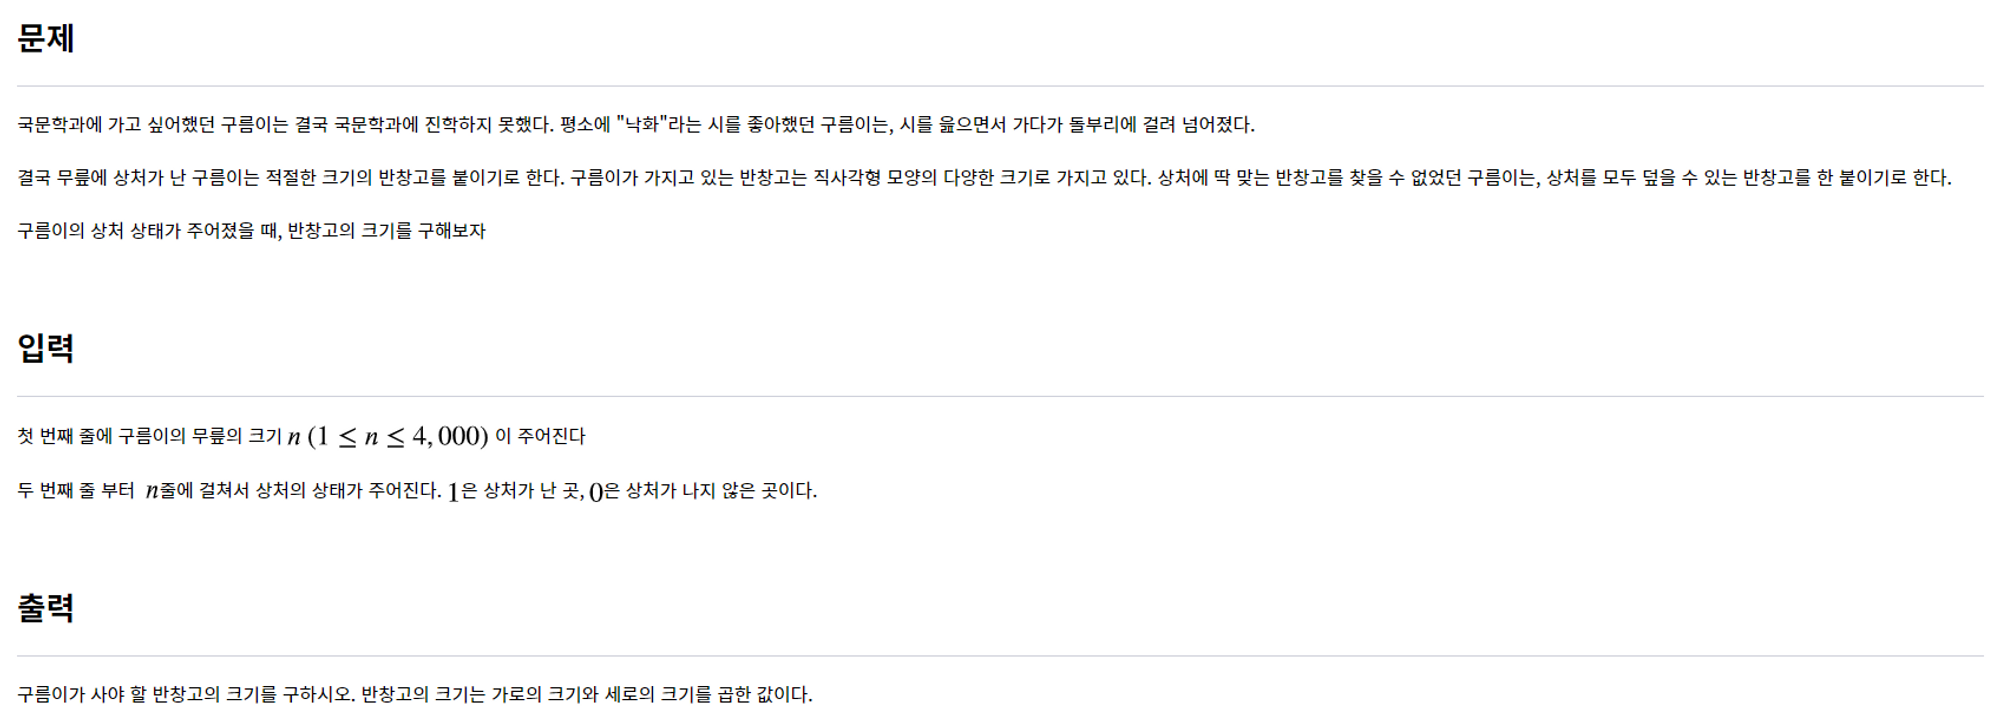 문제
국문학과에 가고 싶어했던 구름이는 결국 국문학과에 진학하지 못했다. 평소에 "낙화"라는 시를 좋아했던 구름이는, 시를 읊으면서 가다가 돌부리에 걸려 넘어졌다.
결국 무릎에 상처가 난 구름이는 적절한 크기의 반창고를 붙이기로 한다. 구름이가 가지고 있는 반창고는 직사각형 모양의 다양한 크기로 가지고 있다. 상처에 딱 맞는 반창고를 찾을 수 없었던 구름이는, 상처를 모두 덮을 수 있는 반창고를 한 붙이기로 한다.
구름이의 상처 상태가 주어졌을 때, 반창고의 크기를 구해보자
입력
첫 번째 줄에 구름이의 무릎의 크기 n (1 ≤ n ≤ 4, 000) 이 주어진다
두 번째 줄 부터 n줄에 걸쳐서 상처의 상태가 주어진다. 1은 상처가 난 곳, 0은 상처가 나지 않은 곳이다.
출력
구름이가 사야 할 반창고의 크기를 구하시오. 반창고의 크기는 가로의 크기와 세로의 크기를 곱한 값이다.